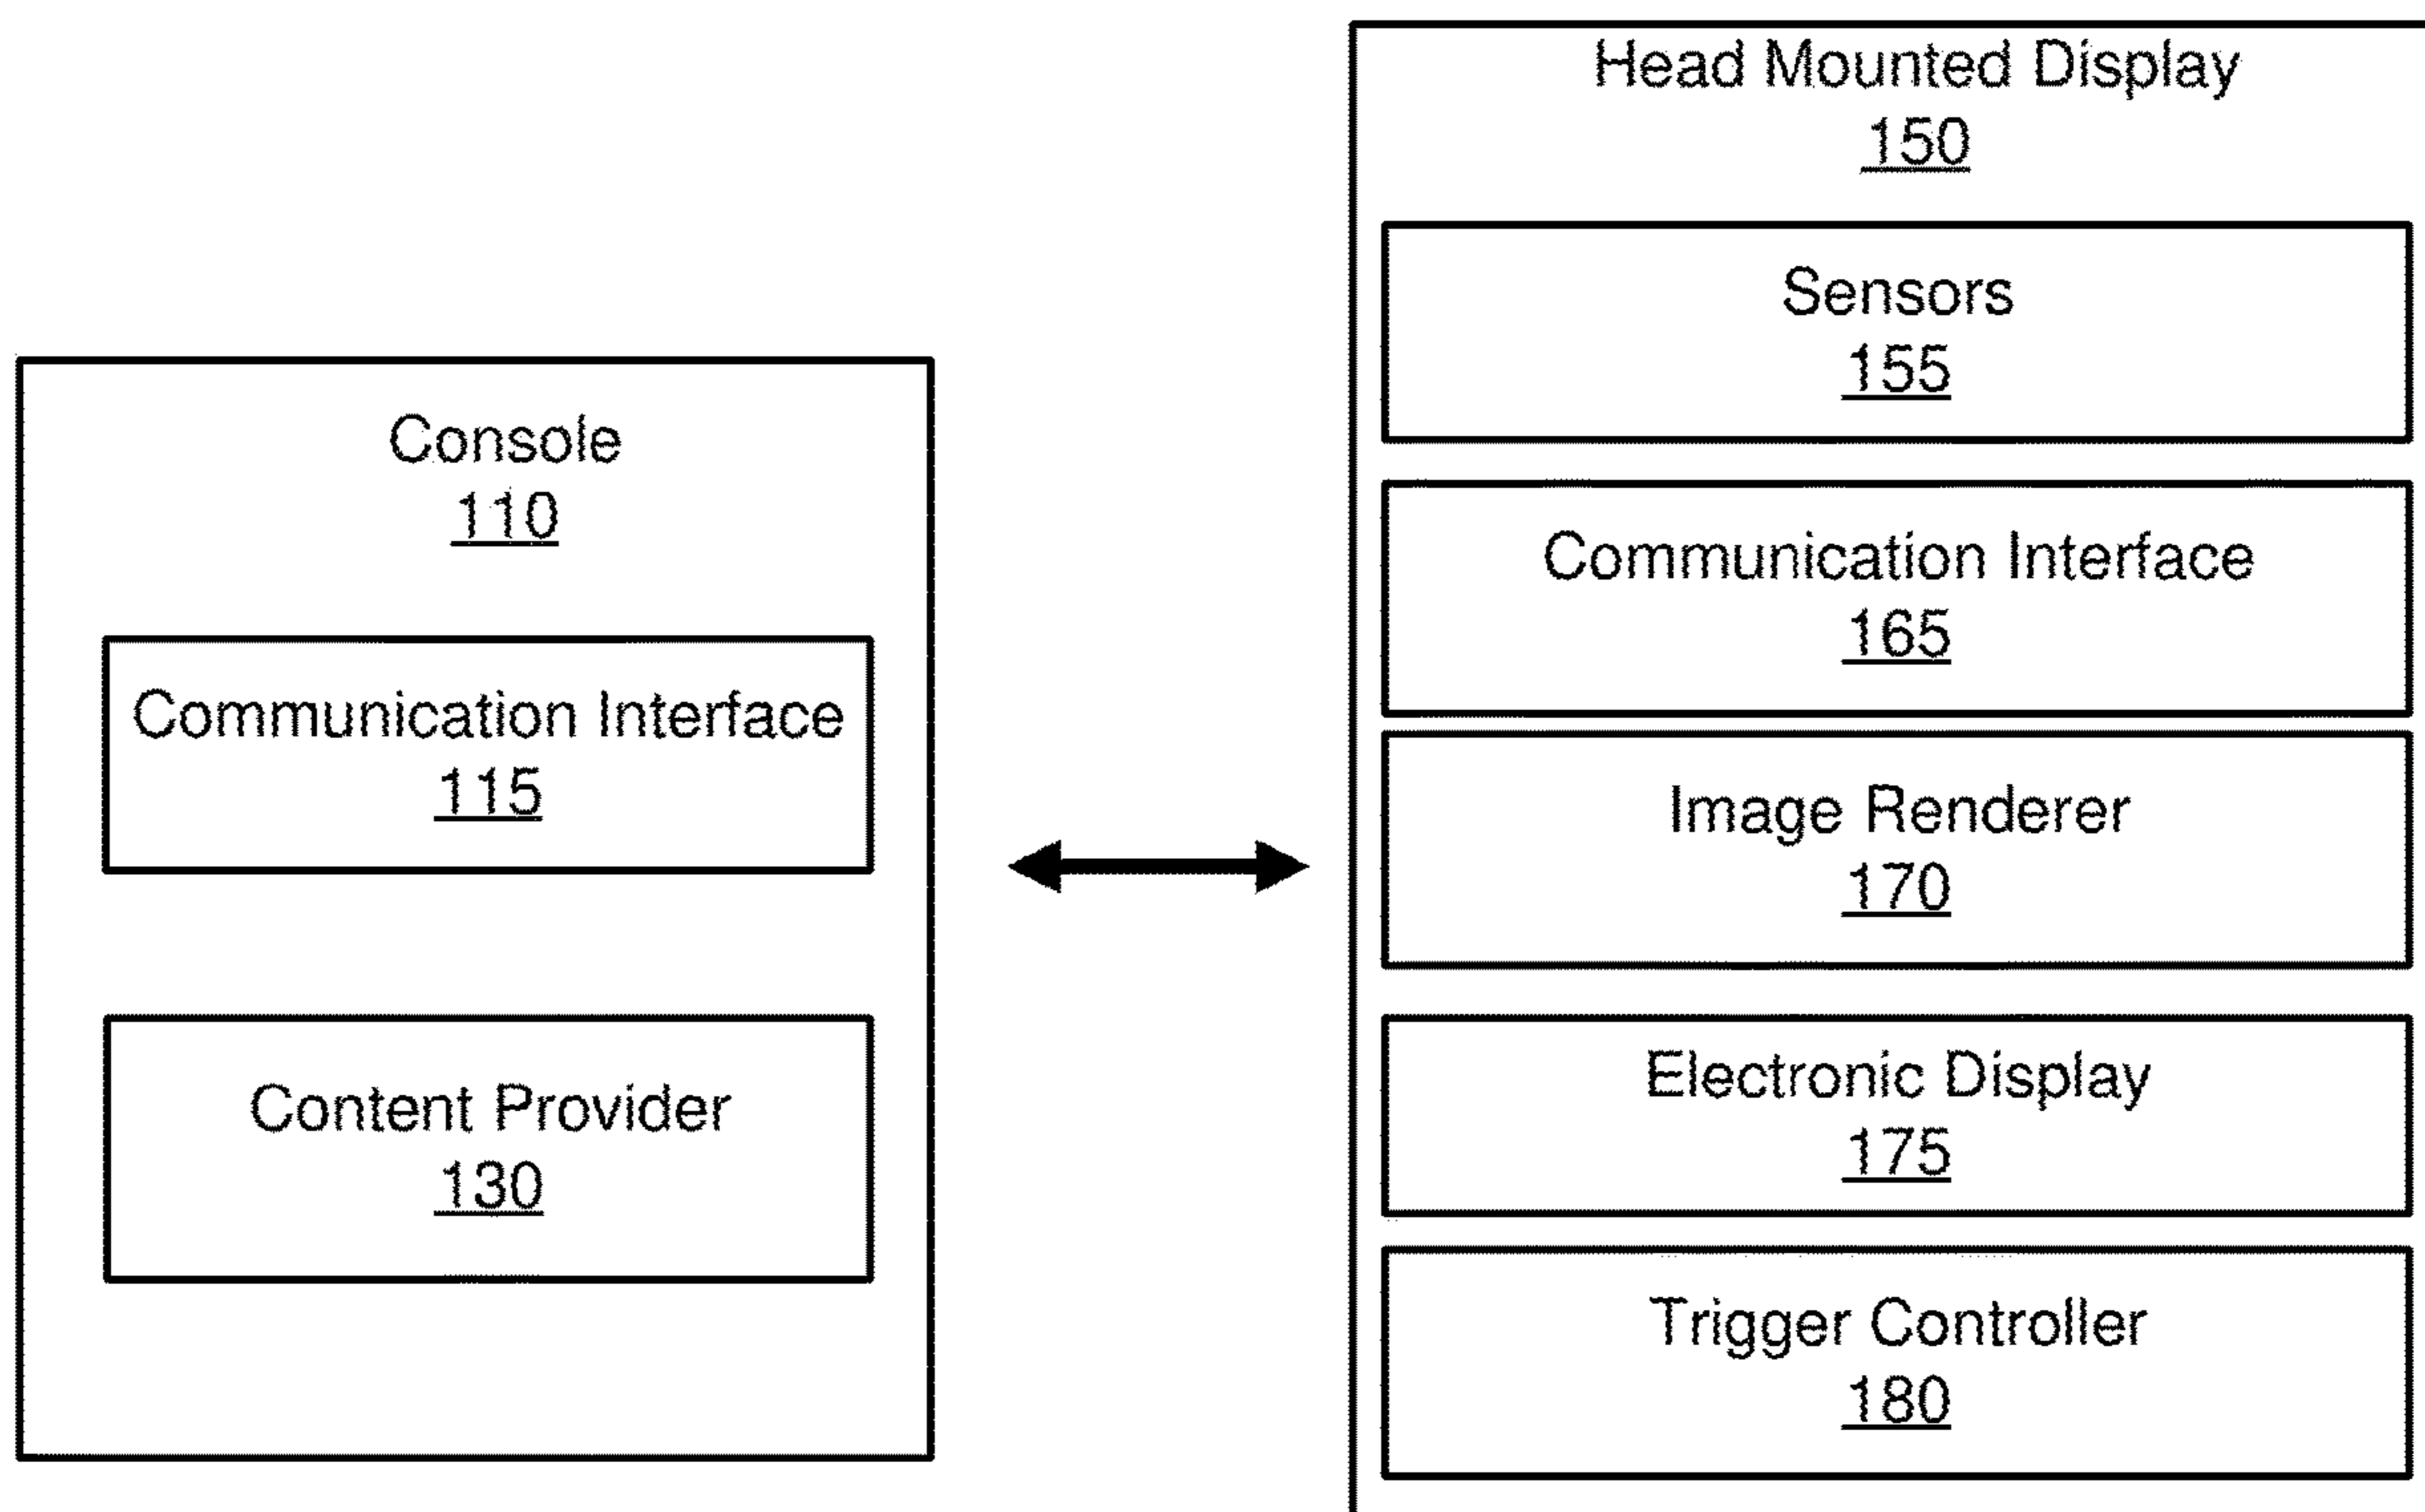 Console
110
Communication Interface
115
Content Provider
130
Head Mounted Display
150
Sensors
155
Communication Interface
165
Image Renderer
170
Electronic Display
175
Trigger Controller
180